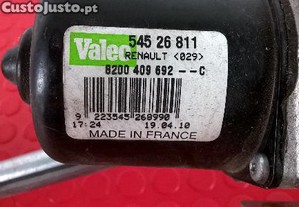 CustoJusto.pt
Valeo 545 26 811
RENAULT <029>
8200 409 692 --C
9 223545 268990
17:24 19.04.10
MADE IN FRANCE